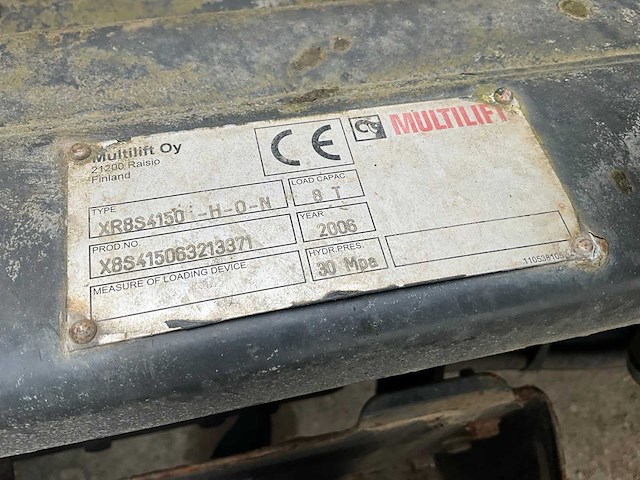 Multilift Oy
21200 Raisio
Finland
CE
MULTILIFT
TYPE
XR8S4150 -H-O-N
LOAD CAPAC.
8 T
PROD.NO.
X8S415063213371
YEAR
2006
MEASURE OF LOADING DEVICE
HYDR.PRES.
30 Mpa